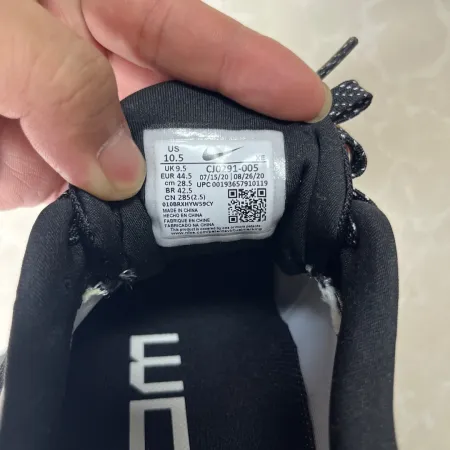 US
10.5
UK 9.5
EUR 44.5
cm 28.5
BR 42.5
CN 285(2.5)
CJ0291-005
07/15/20 08/26/20
UPC 00193657910119
MADE IN CHINA
HECHO EN CHINA
FABRIQUÉ EN CHINE
FABRICADO NA CHINA